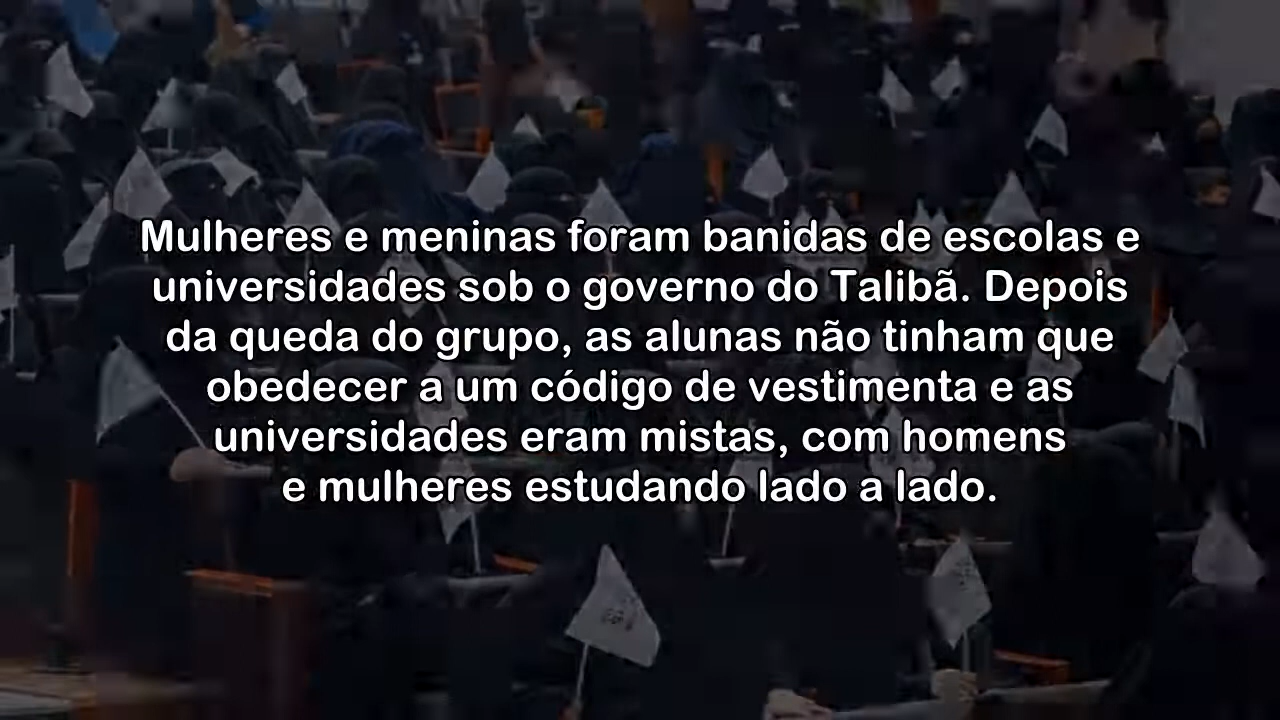 Mulheres e meninas foram banidas de escolas e
universidades sob o governo do Talibã. Depois
da queda do grupo, as alunas não tinham que
obedecer a um código de vestimenta e as
universidades eram mistas, com homens
e mulheres estudando lado a lado.